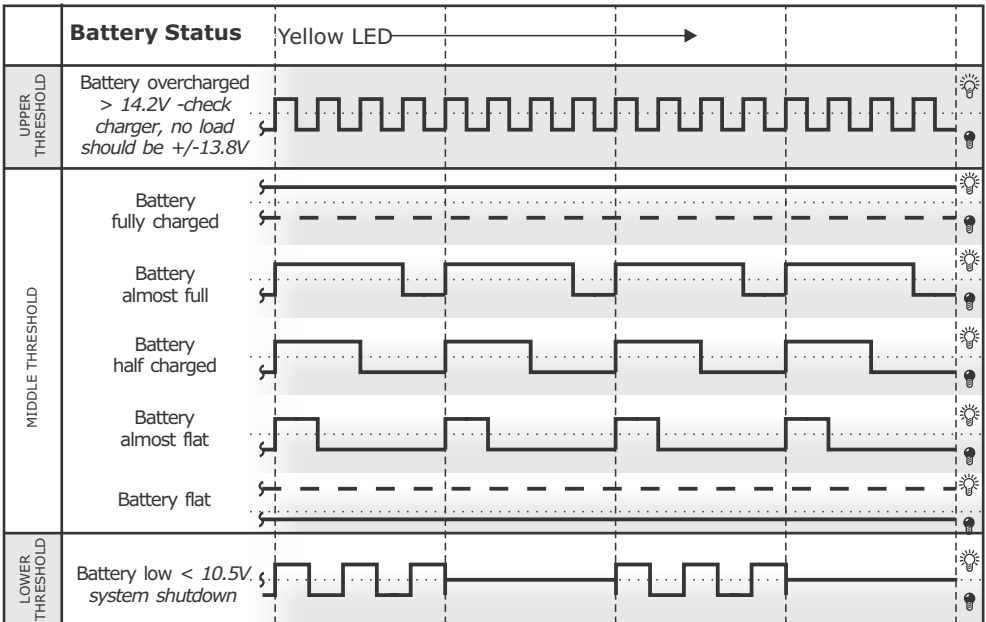 Battery Status
Yellow LED
UPPER
THRESHOLD
Battery overcharged
> 14.2V -check
charger, no load
should be +/-13.8V
MIDDLE THRESHOLD
Battery
fully charged
Battery
almost full
Battery
half charged
Battery
almost flat
Battery flat
LOWER
THRESHOLD
Battery low < 10.5V
system shutdown